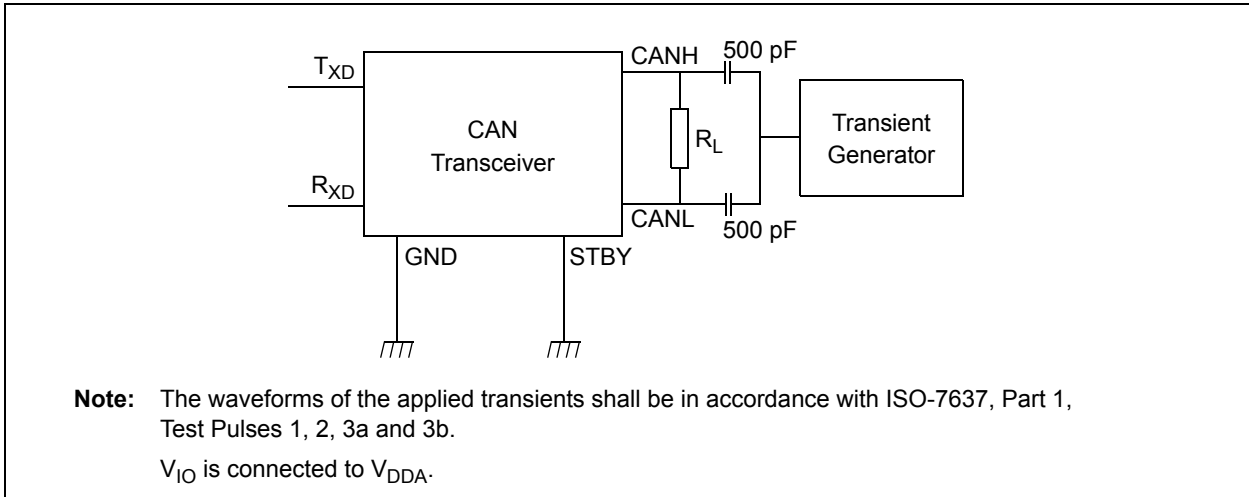 CANH
500 pF
TXD
CAN
Transceiver
RL
Transient
Generator
RXD
CANL
500 pF
GND
STBY
Note: The waveforms of the applied transients shall be in accordance with ISO-7637, Part 1,
Test Pulses 1, 2, 3a and 3b.
VIO is connected to VDDA.